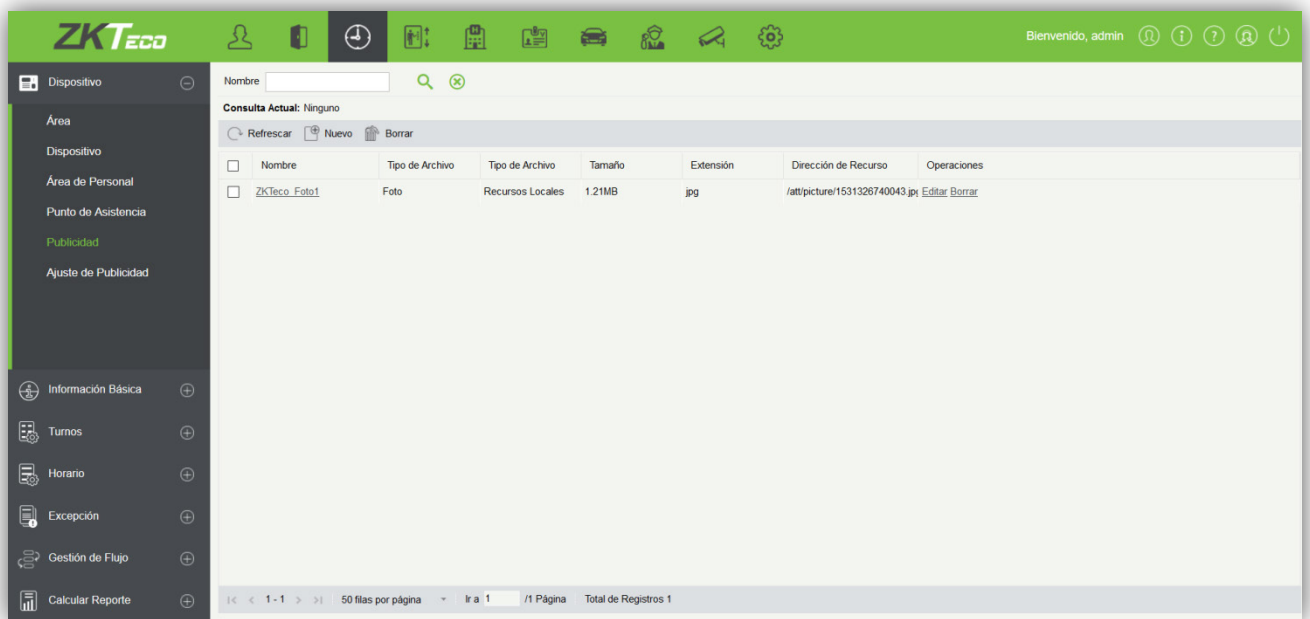 ZKTeco
Bienvenido, admin
Dispositivo
Área
Dispositivo
Área de Personal
Punto de Asistencia
Publicidad
Ajuste de Publicidad
Información Básica
Turnos
Horario
Excepción
Gestión de Flujo
Calcular Reporte
Nombre
Consulta Actual: Ninguno
Refrescar Nuevo Borrar
Nombre Tipo de Archivo Tipo de Archivo Tamaño Extensión Dirección de Recurso Operaciones
ZKTeco_Foto1 Foto Recursos Locales 1.21MB jpg /att/picture/1531326740043.jp Editar Borrar
1 - 1 50 filas por página Ir a 1 /1 Página Total de Registros 1